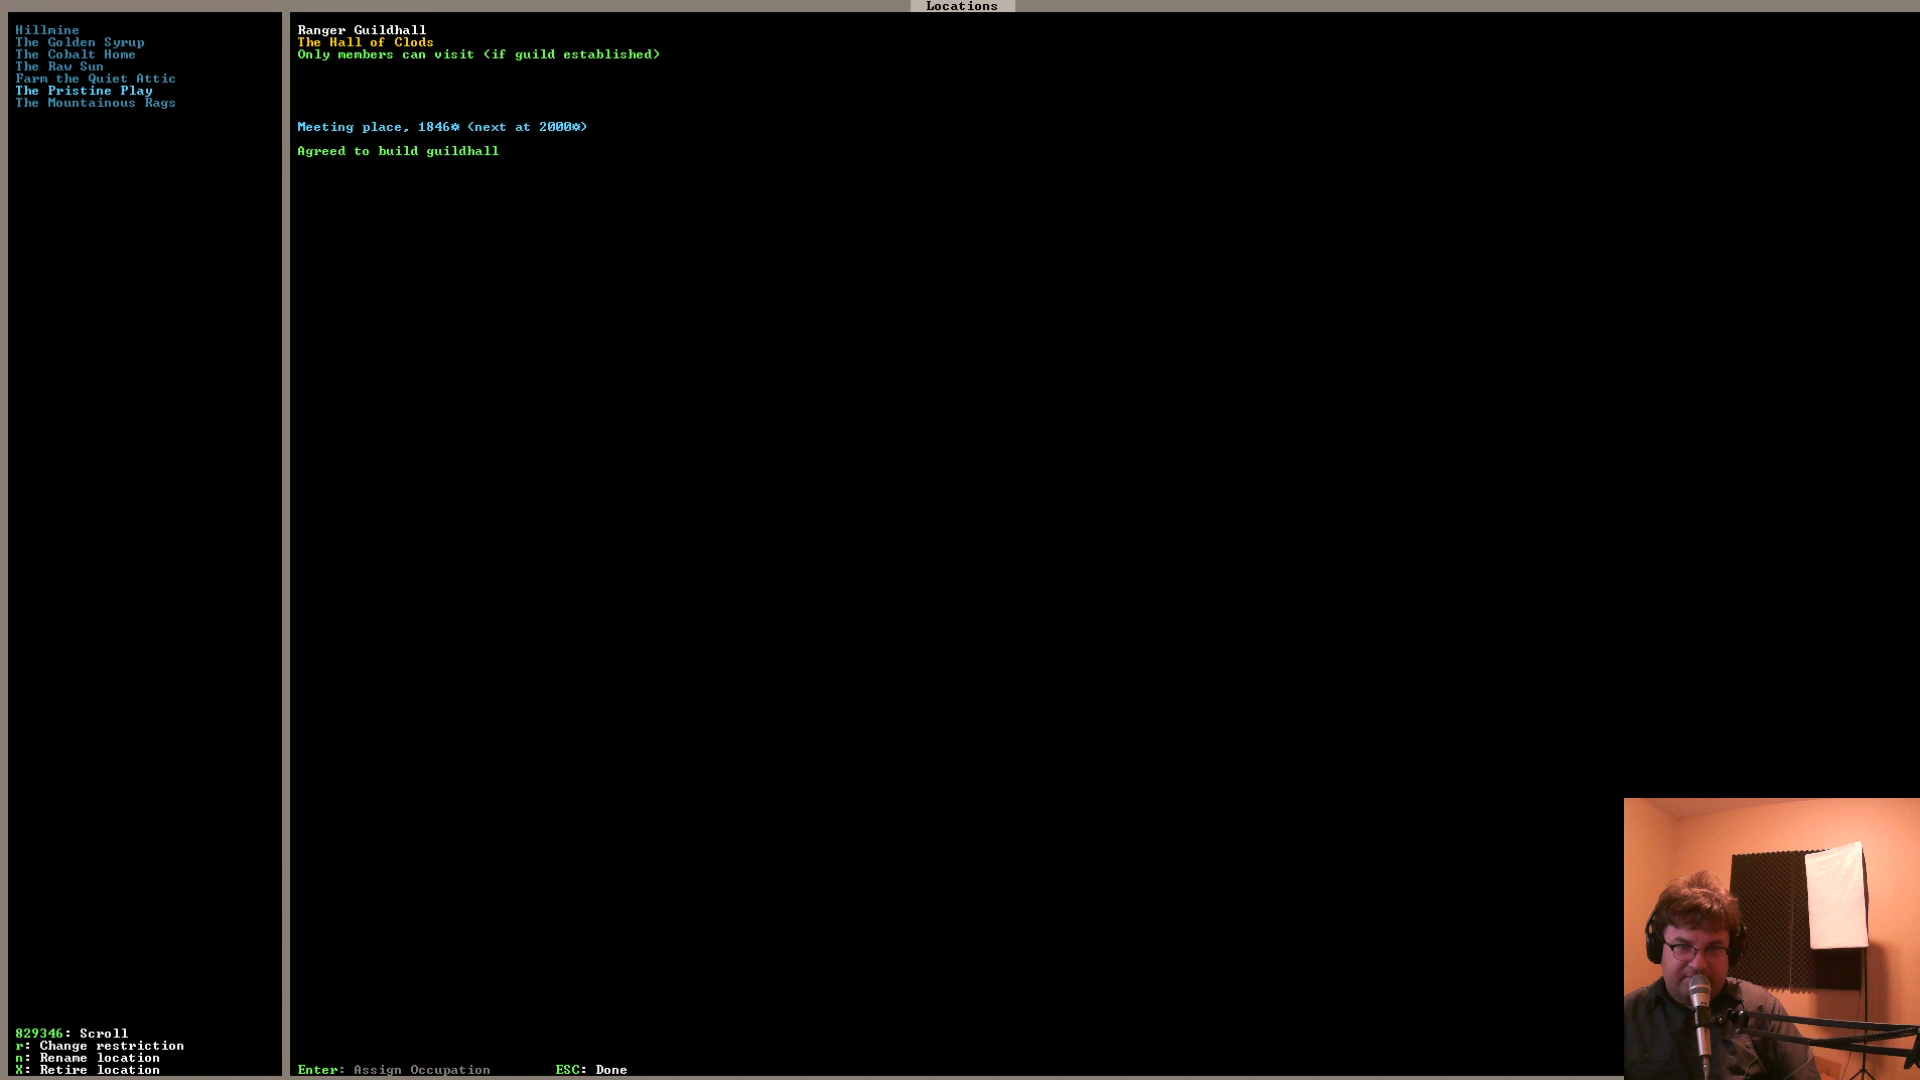 Locations
Hillmine
The Golden Syrup
The Cobalt Home
The Raw Sun
Farm the Quiet Attic
The Pristine Play
The Mountainous Rags
Ranger Guildhall
The Hall of Clods
Only members can visit (if guild established)
Meeting place, 1846☼ (next at 2000☼)
Agreed to build guildhall
829346: Scroll
r: Change restriction
n: Rename location
X: Retire location
Enter: Assign Occupation
ESC: Done